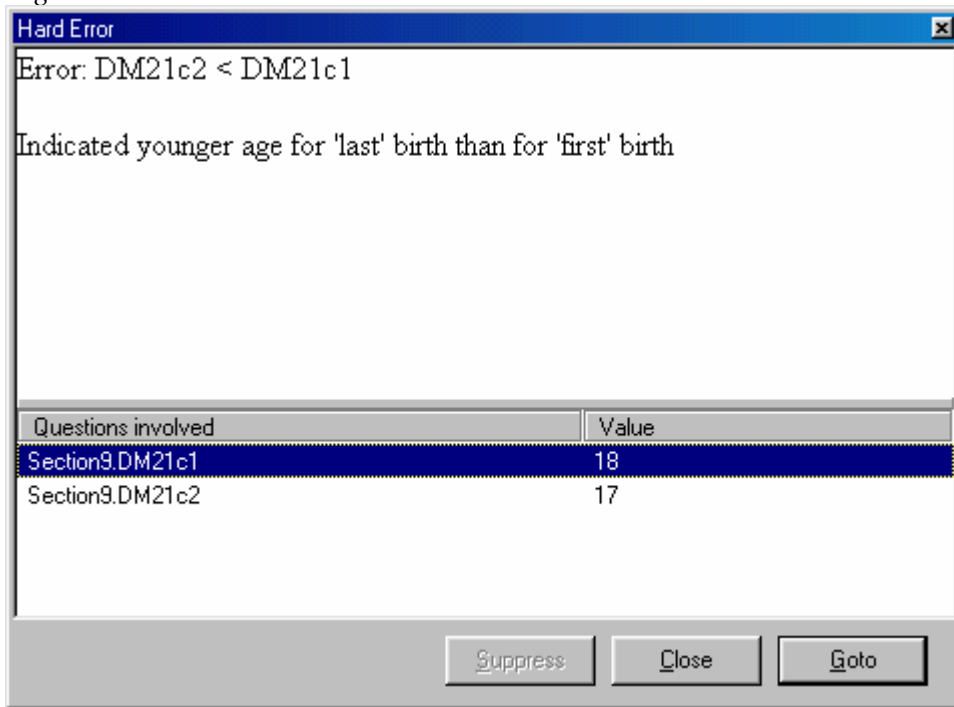 Hard Error
Error: DM21c2 < DM21c1
Indicated younger age for 'last' birth than for 'first' birth
Questions involved Value
Section9.DM21c1 18
Section9.DM21c2 17
Suppress Close Goto